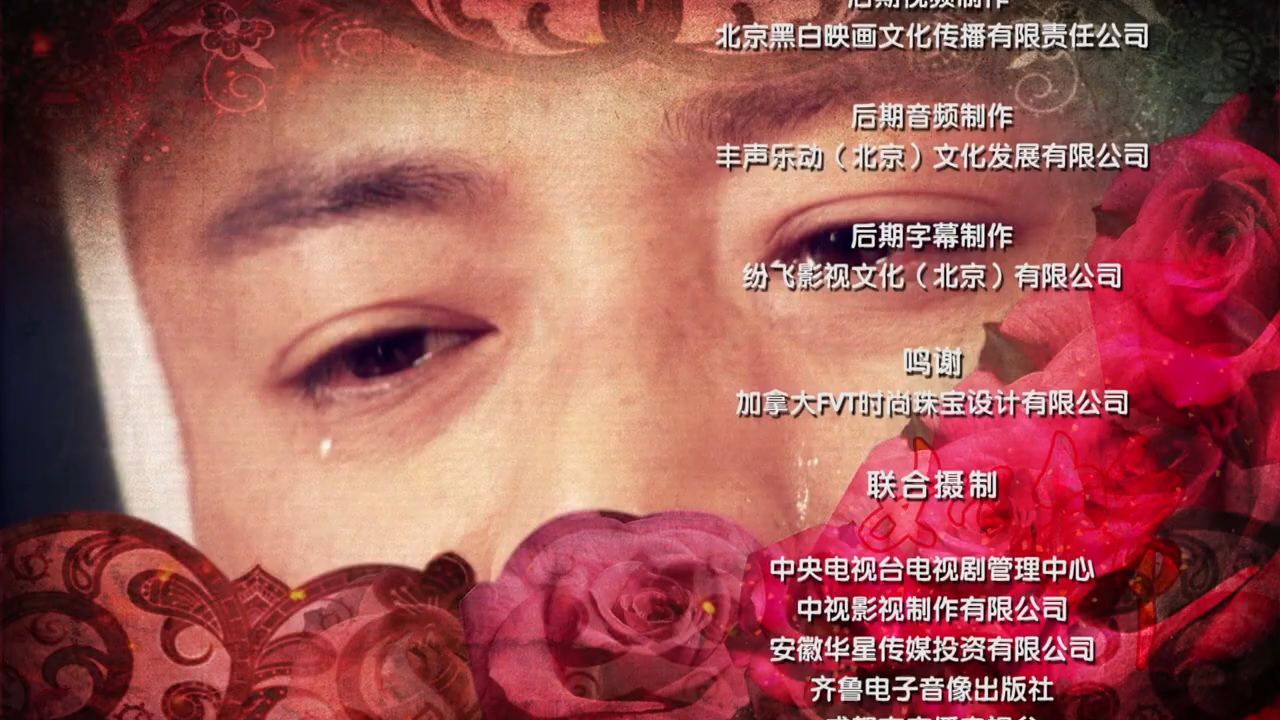 后期视频制作
北京黑白映画文化传播有限责任公司
后期音频制作
丰声乐动（北京）文化发展有限公司
后期字幕制作
纷飞影视文化（北京）有限公司
鸣谢
加拿大FVT时尚珠宝设计有限公司
联合摄制
中央电视台电视剧管理中心
中视影视制作有限公司
安徽华星传媒投资有限公司
齐鲁电子音像出版社